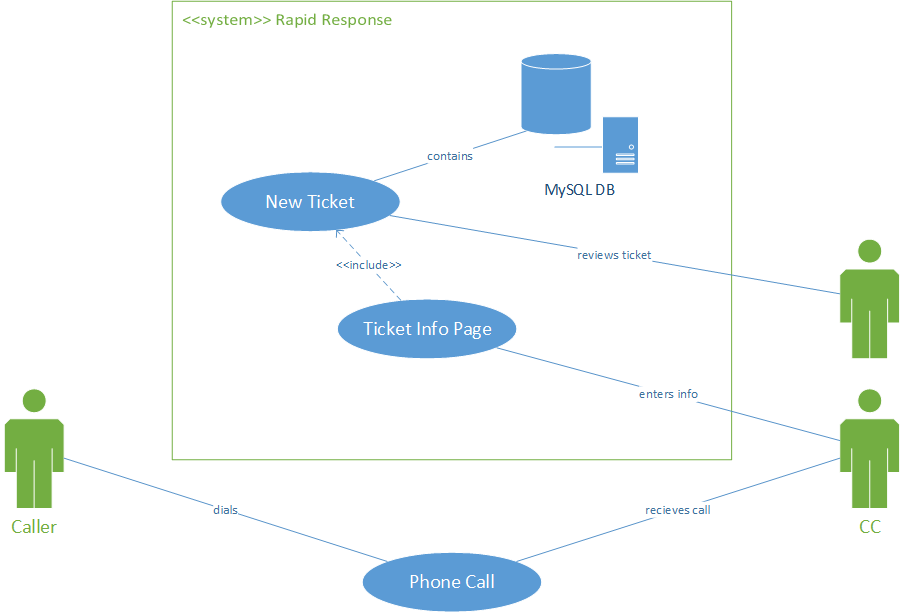 <<system>> Rapid Response
contains
MySQL DB
New Ticket
reviews ticket
<<include>>
Ticket Info Page
enters info
dials
recieves call
Caller
CC
Phone Call